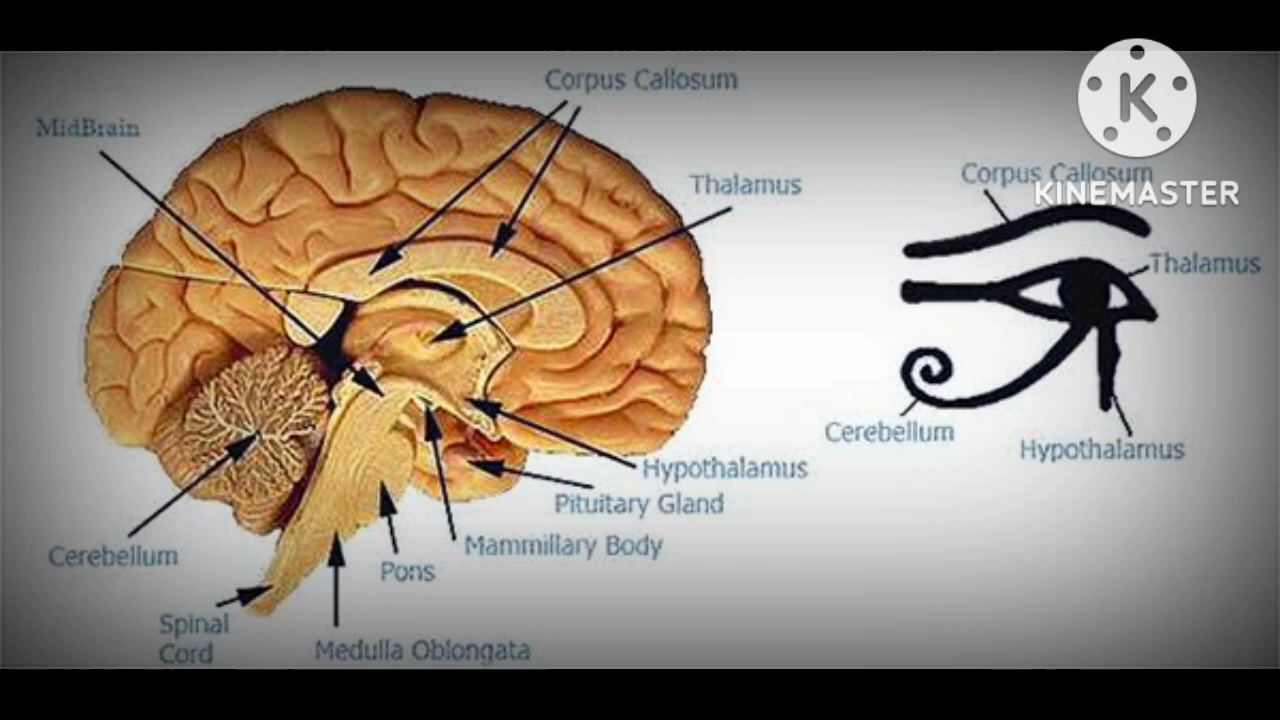 Corpus Callosum
MidBrain
Thalamus
Hypothalamus
Pituitary Gland
Mammillary Body
Pons
Cerebellum
Spinal
Cord
Medulla Oblongata
K
KINEMASTER
Corpus Callosum
Thalamus
Cerebellum
Hypothalamus